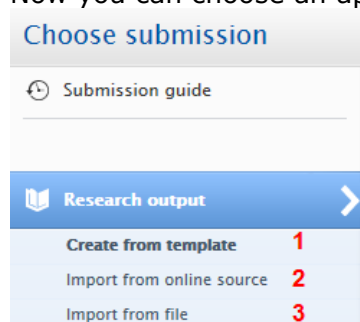 Now you can choose an ap
Choose submission
Submission guide
Research output
Create from template 1
Import from online source 2
Import from file 3